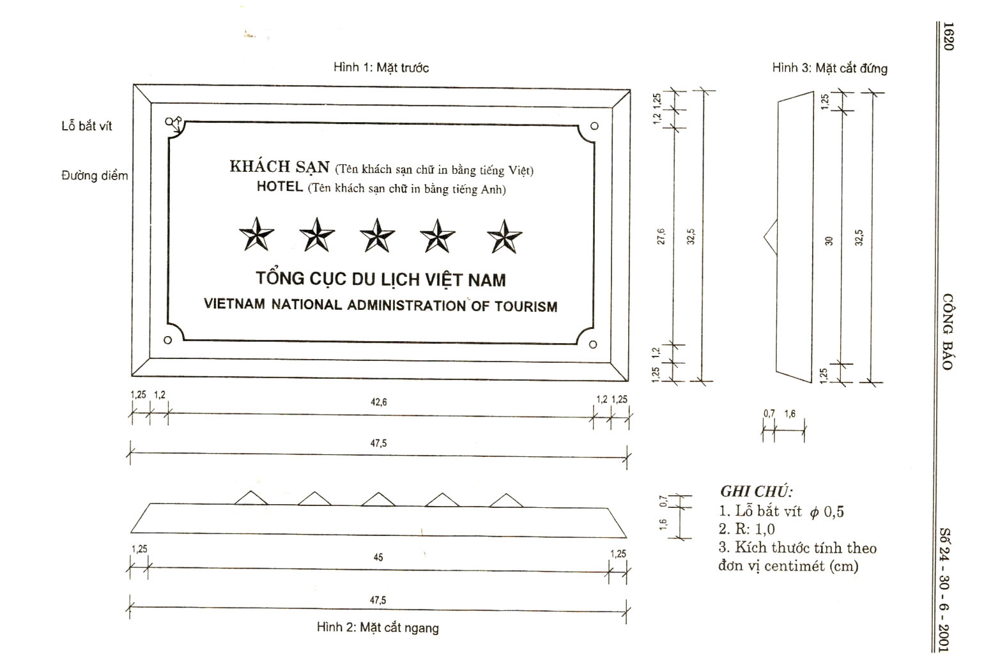 1620
CÔNG BÁO
Số 24 - 30 - 6 - 2001
Hình 1: Mặt trước
Hình 3: Mặt cắt đứng
Lỗ bắt vít
Đường diềm
KHÁCH SẠN (Tên khách sạn chữ in bằng tiếng Việt)
HOTEL (Tên khách sạn chữ in bằng tiếng Anh)
TỔNG CỤC DU LỊCH VIỆT NAM
VIETNAM NATIONAL ADMINISTRATION OF TOURISM
1,25
1,2
27,6
32,5
1,2
1,25
1,25
30
32,5
1,25
1,25 1,2 42,6 1,2 1,25
47,5
0,7 1,6
0,7
1,6
1,25 45 1,25
47,5
Hình 2: Mặt cắt ngang
GHI CHÚ:
1. Lỗ bắt vít ϕ 0,5
2. R: 1,0
3. Kích thước tính theo
đơn vị centimét (cm)